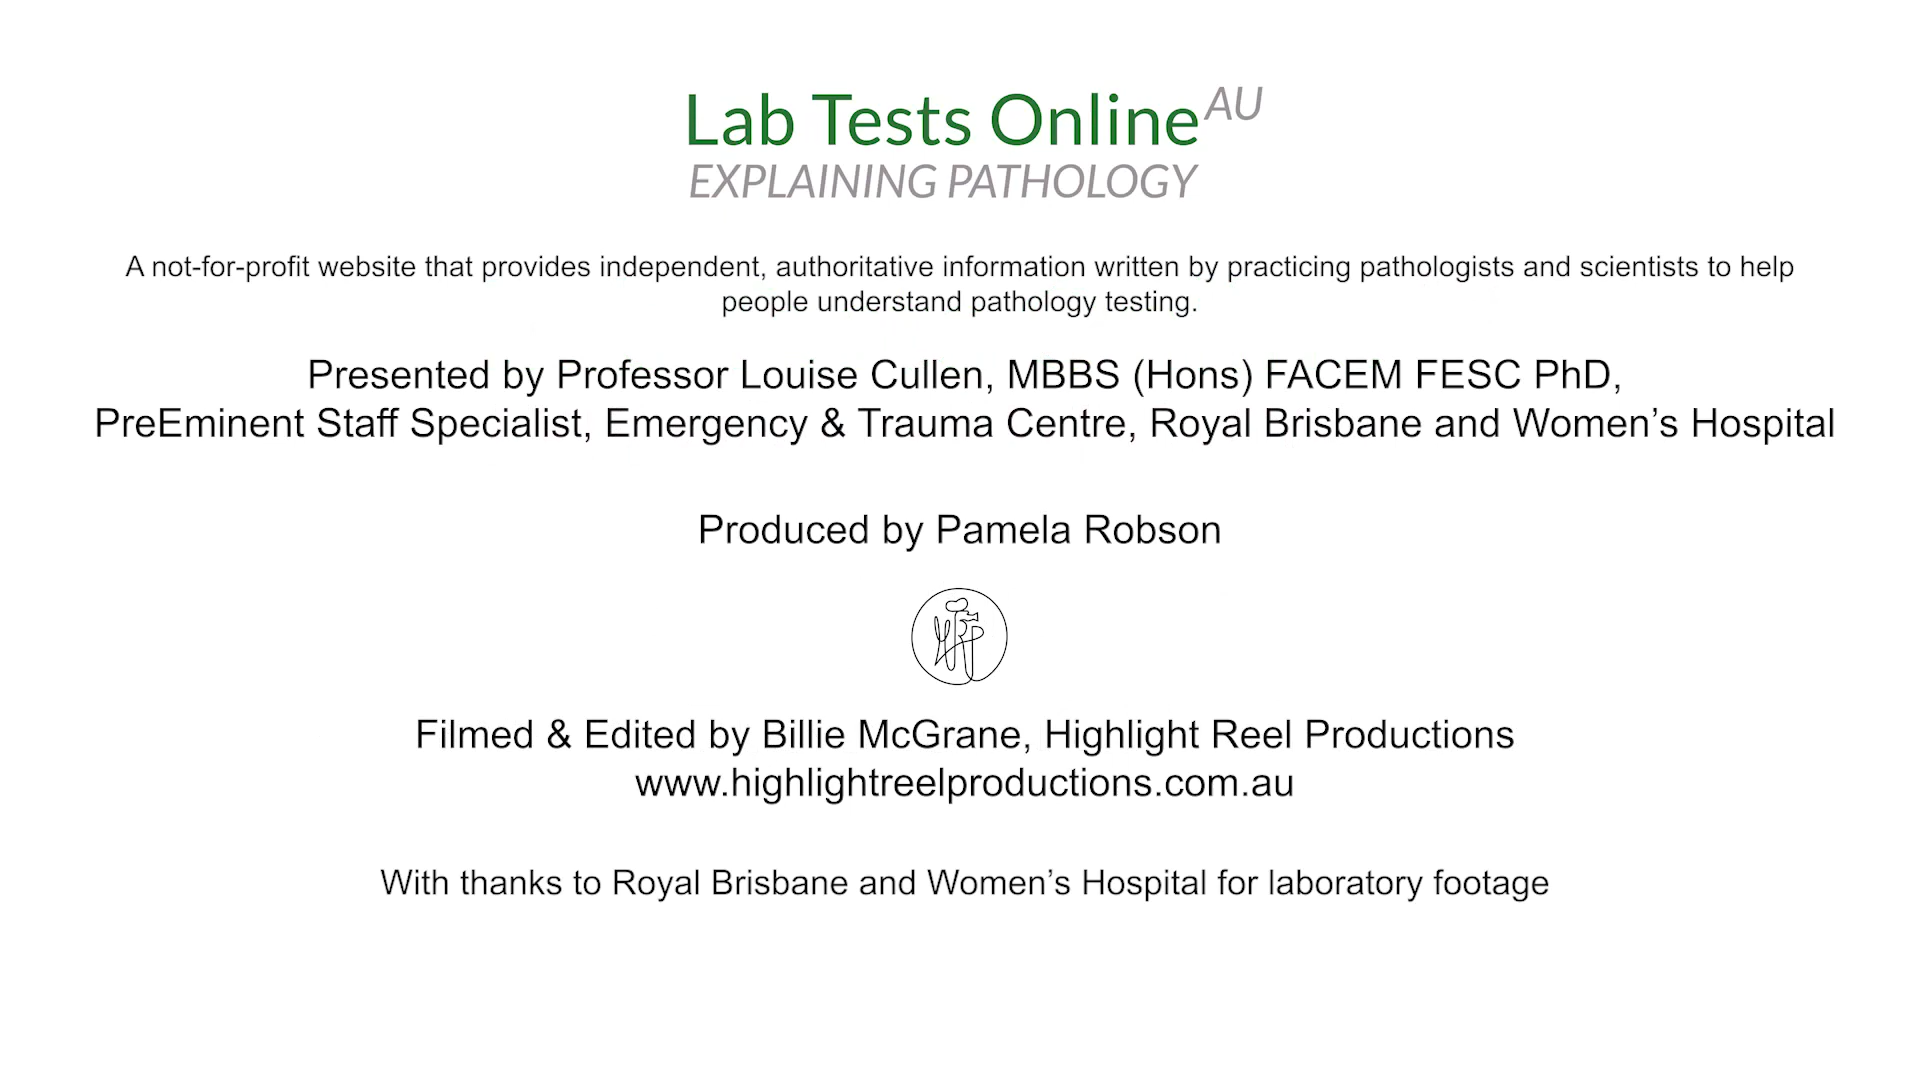 Lab Tests Online AU
EXPLAINING PATHOLOGY
A not-for-profit website that provides independent, authoritative information written by practicing pathologists and scientists to help
people understand pathology testing.
Presented by Professor Louise Cullen, MBBS (Hons) FACEM FESC PhD,
PreEminent Staff Specialist, Emergency & Trauma Centre, Royal Brisbane and Women’s Hospital
Produced by Pamela Robson
HRP
Filmed & Edited by Billie McGrane, Highlight Reel Productions
www.highlightreelproductions.com.au
With thanks to Royal Brisbane and Women’s Hospital for laboratory footage